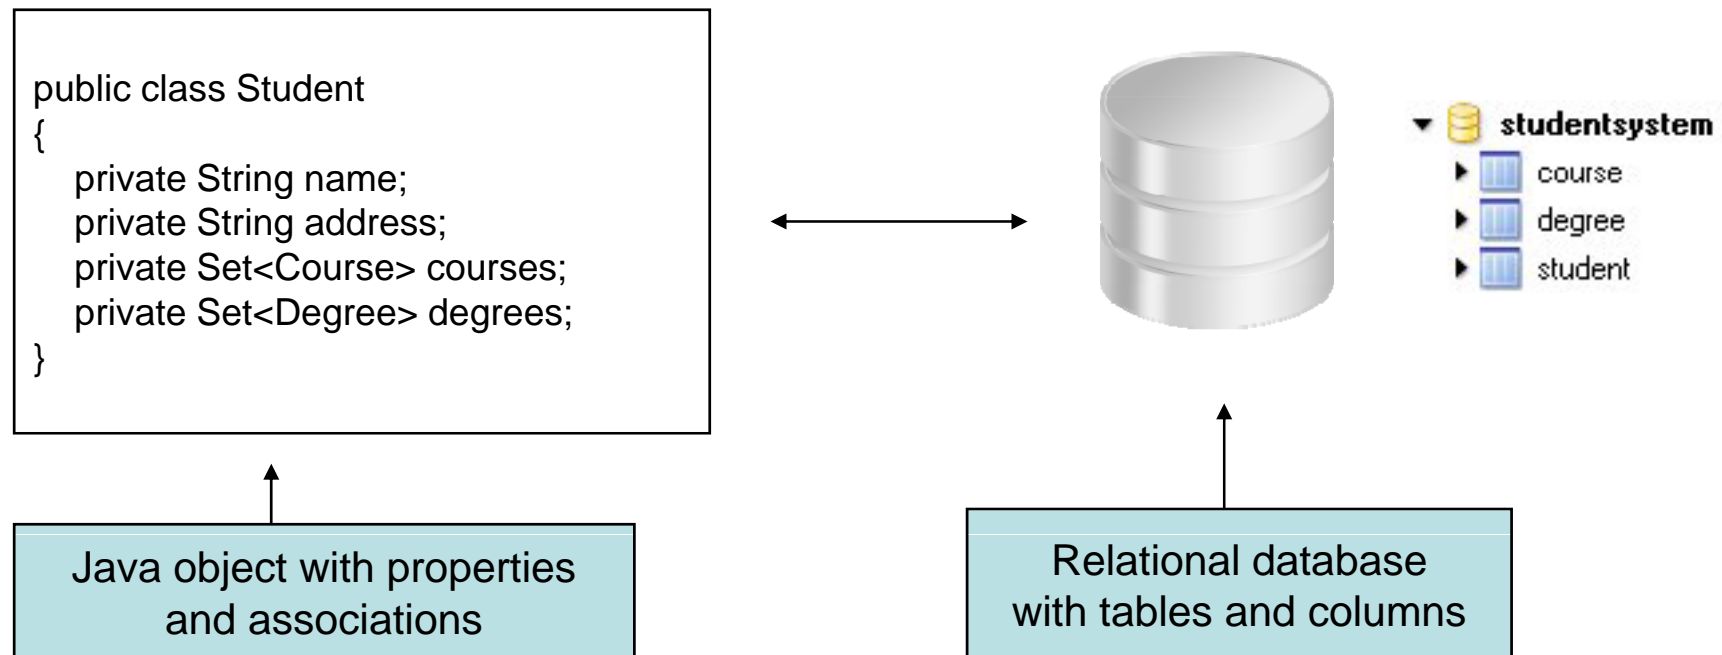 public class Student
{
private String name;
private String address;
private Set<Course> courses;
private Set<Degree> degrees;
}
studentsystem
course
degree
student
Java object with properties
and associations
Relational database
with tables and columns